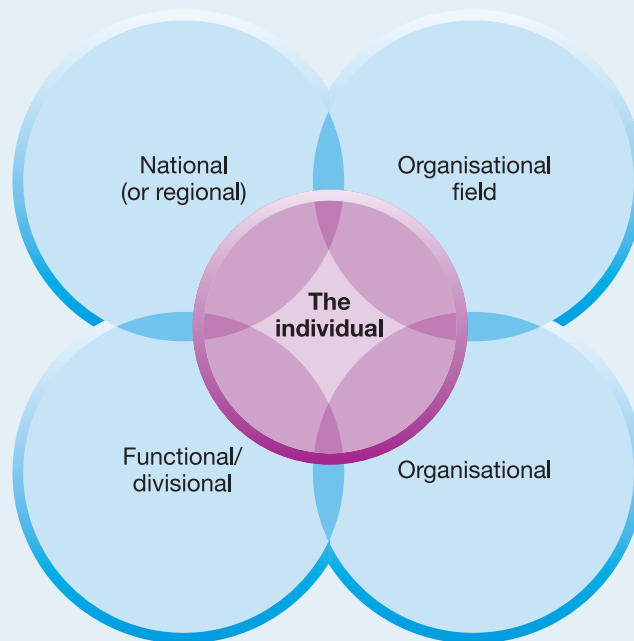 National
(or regional)
Organisational
field
The
individual
Functional/
divisional
Organisational